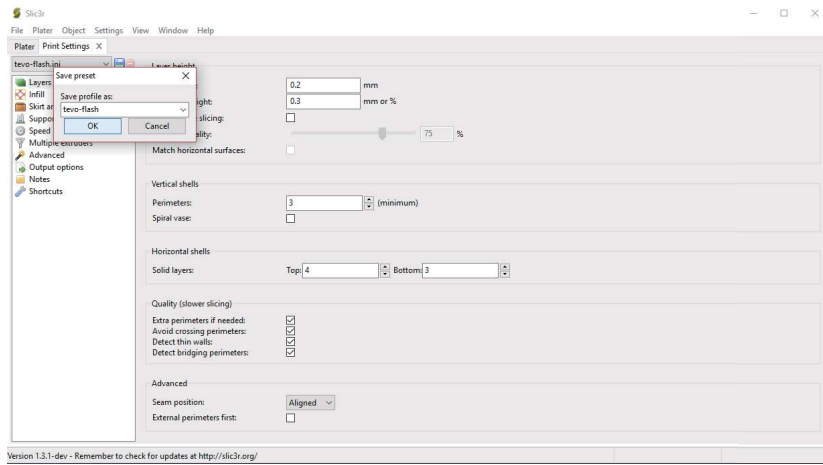 Slic3r
File Plater Object Settings View Window Help
Plater Print Settings X
tevo-flash.ini
Save preset
Save profile as:
tevo-flash
OK Cancel
Layers
Infill
Skirt
Speed
Multiple extruders
Advanced
Output options
Notes
Shortcuts
Layer height
0.2 mm
0.3 mm or %
slicing:
75 %
Match horizontal surfaces:
Vertical shells
Perimeters: 3 (minimum)
Spiral vase:
Horizontal shells
Solid layers: Top: 4 Bottom: 3
Quality (slower slicing)
Extra perimeters if needed:
Avoid crossing perimeters:
Detect thin walls:
Detect bridging perimeters:
Advanced
Seam position: Aligned
External perimeters first:
Version 1.3.1-dev - Remember to check for updates at http://slic3r.org/